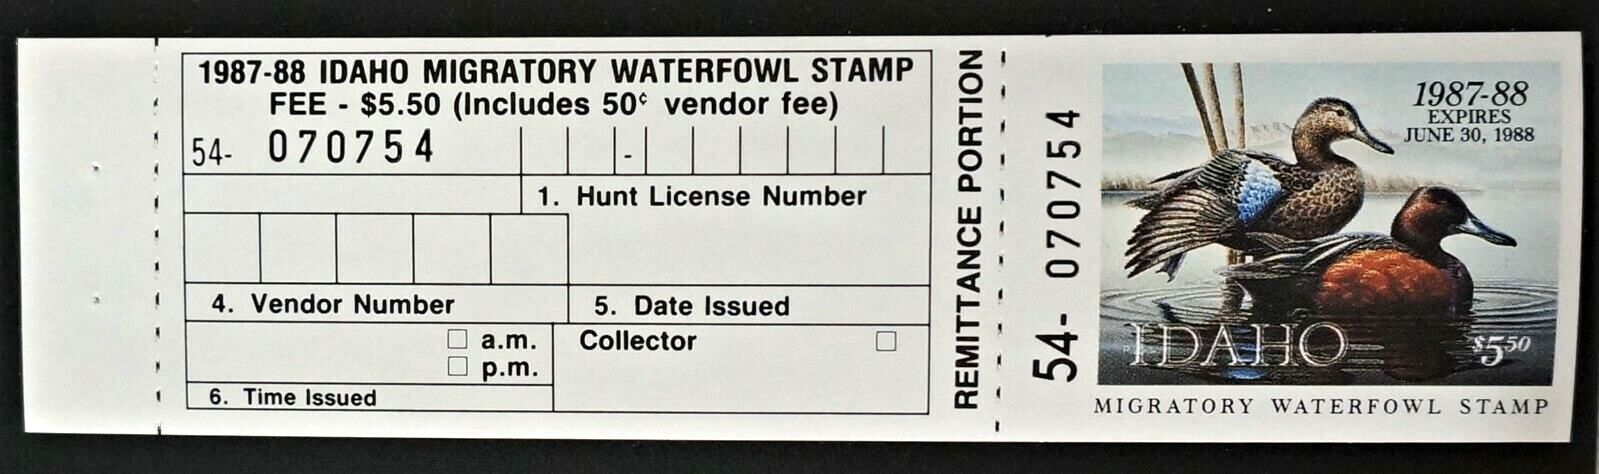 1987-88 IDAHO MIGRATORY WATERFOWL STAMP
FEE - $5.50 (Includes 50¢ vendor fee)
54- 070754
-
1. Hunt License Number
4. Vendor Number
5. Date Issued
a.m.
p.m.
6. Time Issued
Collector
REMITTANCE PORTION
54- 070754
1987-88
EXPIRES
JUNE 30, 1988
IDAHO
$5.50
MIGRATORY WATERFOWL STAMP